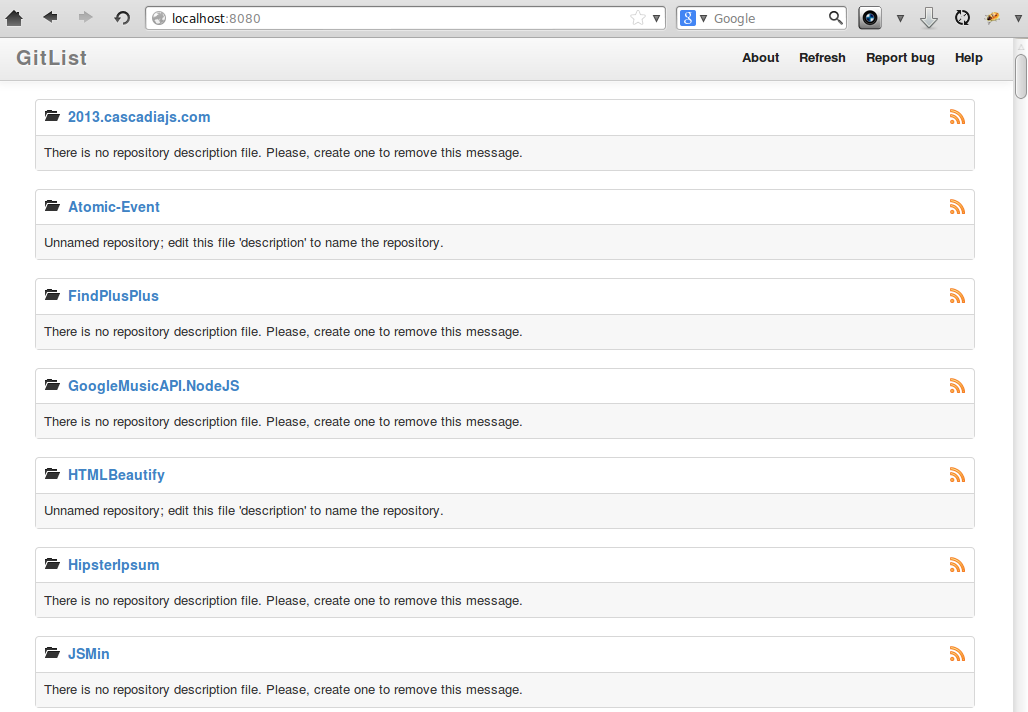 localhost:8080
Google
GitList
About Refresh Report bug Help
2013.cascadiajs.com
There is no repository description file. Please, create one to remove this message.
Atomic-Event
Unnamed repository; edit this file 'description' to name the repository.
FindPlusPlus
There is no repository description file. Please, create one to remove this message.
GoogleMusicAPI.NodeJS
There is no repository description file. Please, create one to remove this message.
HTMLBeautify
Unnamed repository; edit this file 'description' to name the repository.
HipsterIpsum
There is no repository description file. Please, create one to remove this message.
JSMin
There is no repository description file. Please, create one to remove this message.